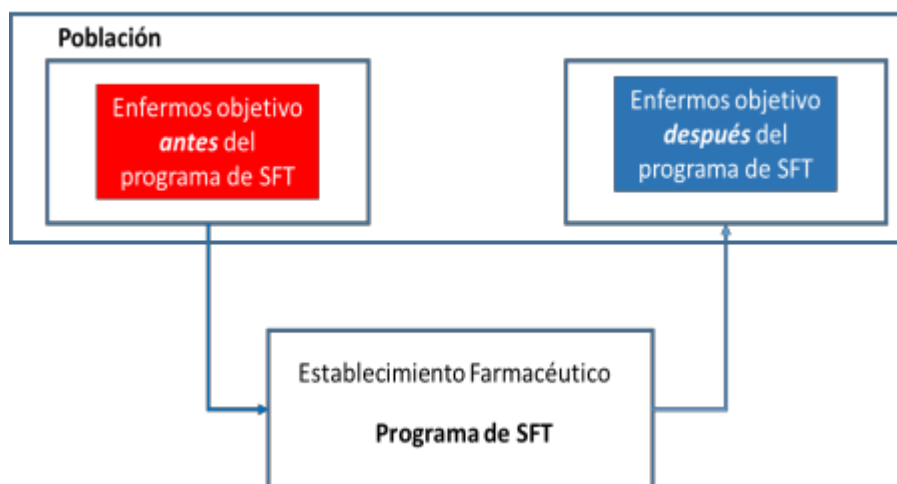 Población
Enfermos objetivo
antes del
programa de SFT
Enfermos objetivo
después del
programa de SFT
Establecimiento Farmacéutico
Programa de SFT